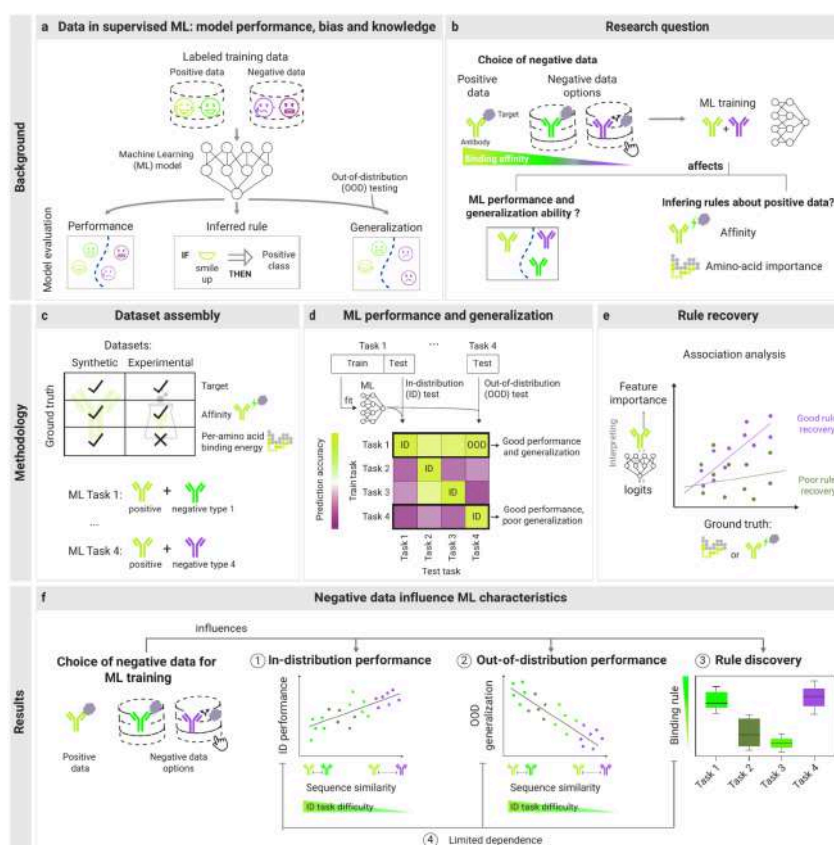 a Data in supervised ML: model performance, bias and knowledge
Labeled training data
Positive data Negative data
Machine Learning
(ML) model
Out-of-distribution
(OOD) testing
Performance
Inferred rule
Generalization
IF smile up THEN Positive class
Model evaluation
Background
b Research question
Choice of negative data
Positive
data
Negative data
options
Target
Antibody
Binding affinity
ML training
+
affects
ML performance and
generalization ability ?
Infering rules about positive data?
Affinity
Amino-acid importance
Methodology
c Dataset assembly
Datasets:
Synthetic Experimental
Ground truth
Target
Affinity
Per-amino acid
binding energy
ML Task 1:
+
positive negative type 1
...
ML Task 4:
+
positive negative type 4
d ML performance and generalization
Task 1 ... Task 4
Train Test Test
fit
ML
In-distribution
(ID) test
Out-of-distribution
(OOD) test
Prediction accuracy
Train task
Task 1 ID OOD
Task 2 ID
Task 3 ID
Task 4 ID
Good performance
and generalization
Good performance,
poor generalization
Task 1 Task 2 Task 3 Task 4
Test task
e Rule recovery
Association analysis
Feature
importance
Interpreting
logits
Good rule
recovery
Poor rule
recovery
Ground truth:
or
Results
f Negative data influence ML characteristics
influences
Choice of negative data for
ML training
Positive
data
Negative data
options
1 In-distribution performance
ID performance
Sequence similarity
ID task difficulty
2 Out-of-distribution performance
OOD
generalization
Sequence similarity
ID task difficulty
3 Rule discovery
Binding rule
Task 1 Task 2 Task 3 Task 4
4 Limited dependence